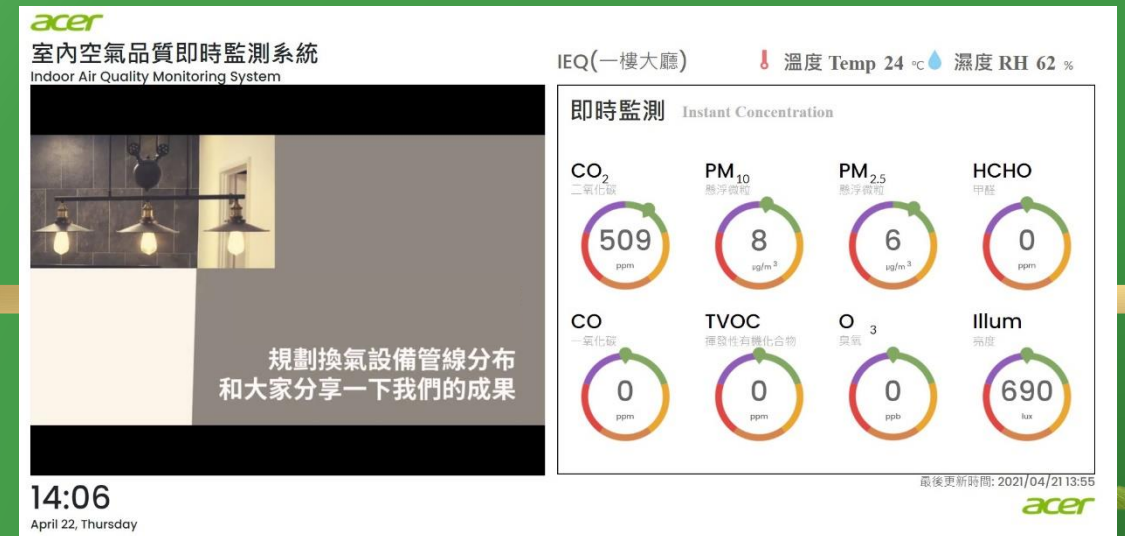 acer
室內空氣品質即時監測系統
Indoor Air Quality Monitoring System
IEQ(一樓大廳)
溫度 Temp 24 ℃
濕度 RH 62 %
規劃換氣設備管線分布
和大家分享一下我們的成果
即時監測 Instant Concentration
CO2
二氧化碳
509
ppm
PM10
懸浮微粒
8
μg/m3
PM2.5
懸浮微粒
6
μg/m3
HCHO
甲醛
0
ppm
CO
一氧化碳
0
ppm
TVOC
揮發性有機化合物
0
ppm
O 3
臭氧
0
ppb
Illum
亮度
690
lux
最後更新時間: 2021/04/21 13:55
14:06
April 22, Thursday
acer